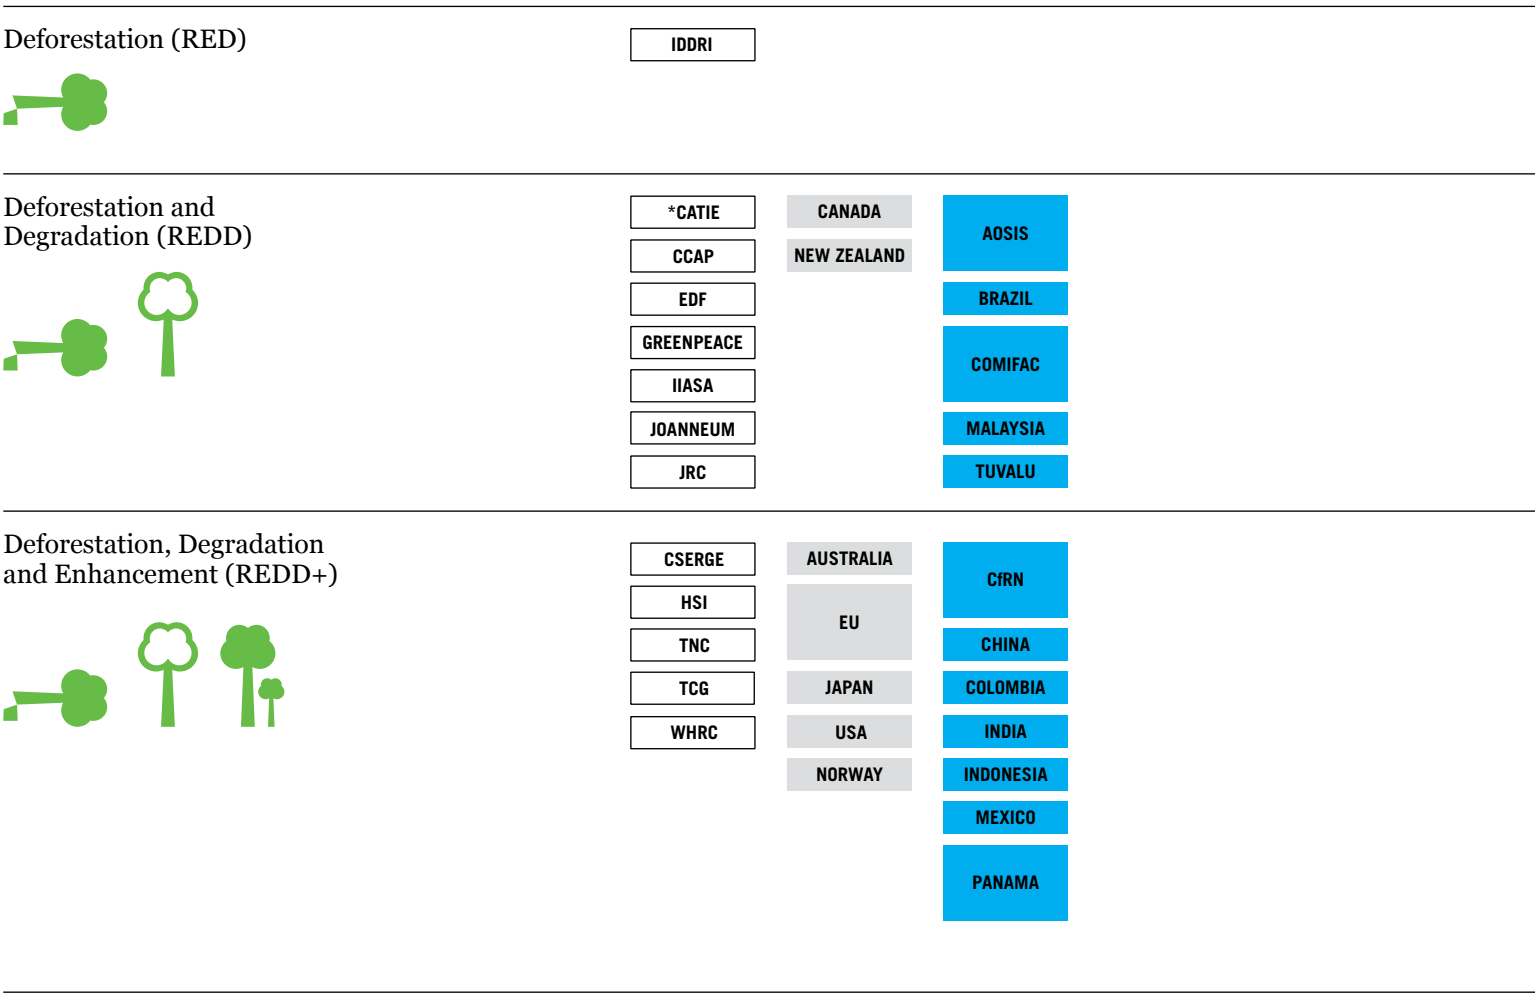 Deforestation (RED)
IDDRI
Deforestation and
Degradation (REDD)
*CATIE
CCAP
EDF
GREENPEACE
IIASA
JOANNEUM
JRC
CANADA
NEW ZEALAND
AOSIS
BRAZIL
COMIFAC
MALAYSIA
TUVALU
Deforestation, Degradation
and Enhancement (REDD+)
CSERGE
HSI
TNC
TCG
WHRC
AUSTRALIA
EU
JAPAN
USA
NORWAY
CfRN
CHINA
COLOMBIA
INDIA
INDONESIA
MEXICO
PANAMA